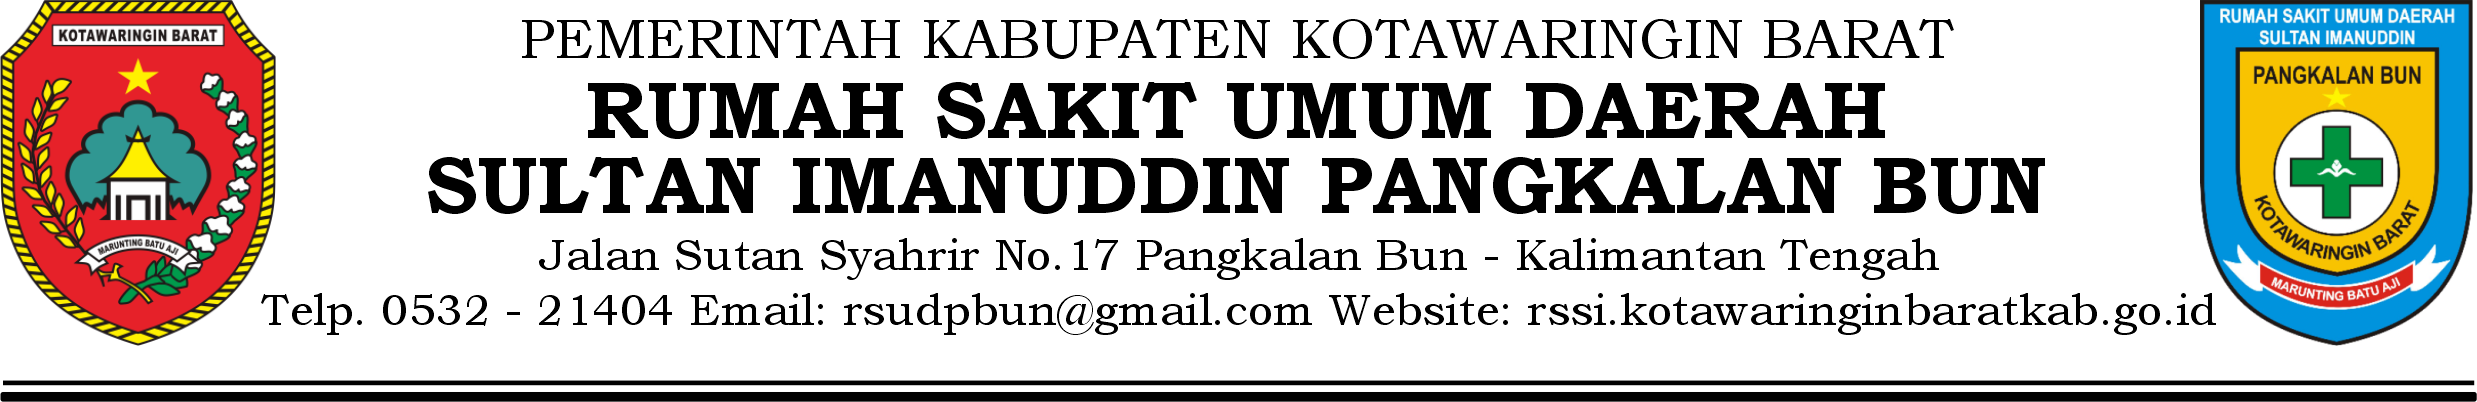 KOTAWARINGIN BARAT
MARUNTING BATU AJI
PEMERINTAH KABUPATEN KOTAWARINGIN BARAT
RUMAH SAKIT UMUM DAERAH
SULTAN IMANUDDIN PANGKALAN BUN
Jalan Sutan Syahrir No.17 Pangkalan Bun - Kalimantan Tengah
Telp. 0532 - 21404 Email: rsudpbun@gmail.com Website: rssi.kotawaringinbaratkab.go.id
RUMAH SAKIT UMUM DAERAH
SULTAN IMANUDDIN
PANGKALAN BUN
KOTAWARINGIN BARAT
MARUNTING BATU AJI